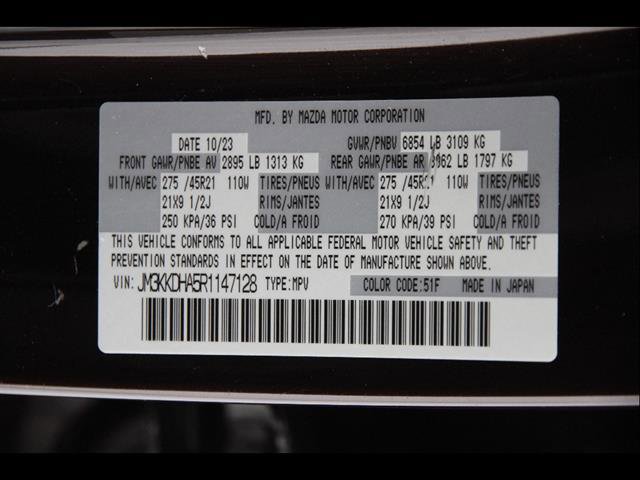 MFD. BY MAZDA MOTOR CORPORATION
DATE 10/23 GVWR/PNBV 6854 LB 3109 KG
FRONT GAWR/PNBE AV 2895 LB 1313 KG REAR GAWR/PNBE AR 3962 LB 1797 KG
WITH/AVEC 275 /45R21 110W TIRES/PNEUS WITH/AVEC 275 /45R21 110W TIRES/PNEUS
21X9 1/2J RIMS/JANTES 21X9 1/2J RIMS/JANTES
250 KPA/36 PSI COLD/A FROID 270 KPA/39 PSI COLD/A FROID
THIS VEHICLE CONFORMS TO ALL APPLICABLE FEDERAL MOTOR VEHICLE SAFETY AND THEFT
PREVENTION STANDARDS IN EFFECT ON THE DATE OF MANUFACTURE SHOWN ABOVE.
VIN: JM3KKDHA5R1147128 TYPE:MPV COLOR CODE:51F MADE IN JAPAN